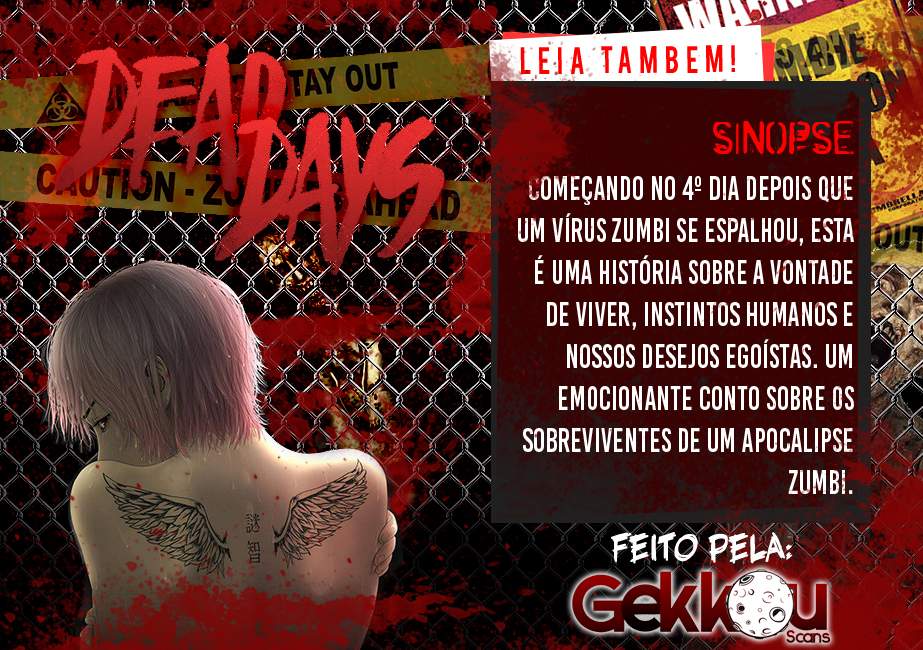 DEAD
DAYS
STAY OUT
CAUTION - ZO
AHEAD
LEIA TAMBEM!
SINOPSE
COMEÇANDO NO 4º DIA DEPOIS QUE
UM VÍRUS ZUMBI SE ESPALHOU, ESTA
É UMA HISTÓRIA SOBRE A VONTADE
DE VIVER, INSTINTOS HUMANOS E
NOSSOS DESEJOS EGOÍSTAS. UM
EMOCIONANTE CONTO SOBRE OS
SOBREVIVENTES DE UM APOCALIPSE
ZUMBI.
FEITO PELA:
Gekkou
Scans